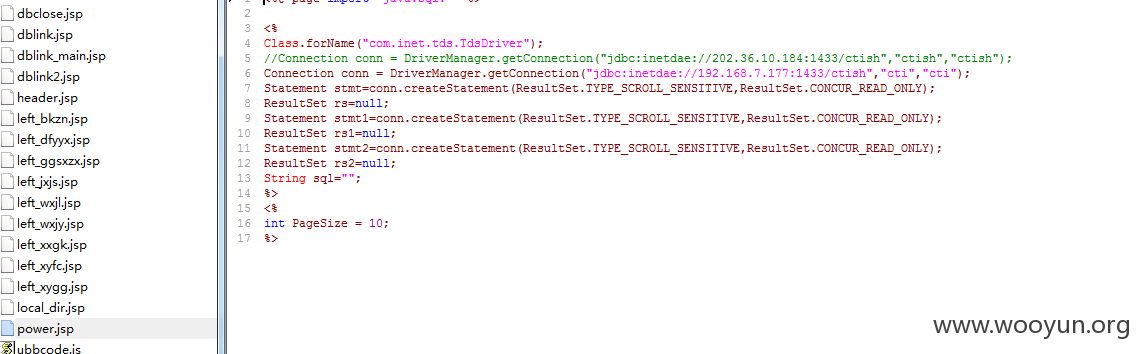 dbclose.jsp
dblink.jsp
dblink_main.jsp
dblink2.jsp
header.jsp
left_bkzn.jsp
left_dfyyx.jsp
left_ggsxzx.jsp
left_jxjs.jsp
left_wxjl.jsp
left_wxjy.jsp
left_xxgk.jsp
left_xyfc.jsp
left_xygg.jsp
local_dir.jsp
power.jsp
ubbcode.js
2
3 <%
4 Class.forName("com.inet.tds.TdsDriver");
5 //Connection conn = DriverManager.getConnection("jdbc:inetdae://202.36.10.184:1433/ctish","ctish","ctish");
6 Connection conn = DriverManager.getConnection("jdbc:inetdae://192.168.7.177:1433/ctish","cti","cti");
7 Statement stmt=conn.createStatement(ResultSet.TYPE_SCROLL_SENSITIVE,ResultSet.CONCUR_READ_ONLY);
8 ResultSet rs=null;
9 Statement stmt1=conn.createStatement(ResultSet.TYPE_SCROLL_SENSITIVE,ResultSet.CONCUR_READ_ONLY);
10 ResultSet rs1=null;
11 Statement stmt2=conn.createStatement(ResultSet.TYPE_SCROLL_SENSITIVE,ResultSet.CONCUR_READ_ONLY);
12 ResultSet rs2=null;
13 String sql="";
14 %>
15 <%
16 int PageSize = 10;
17 %>
www.wooyun.org